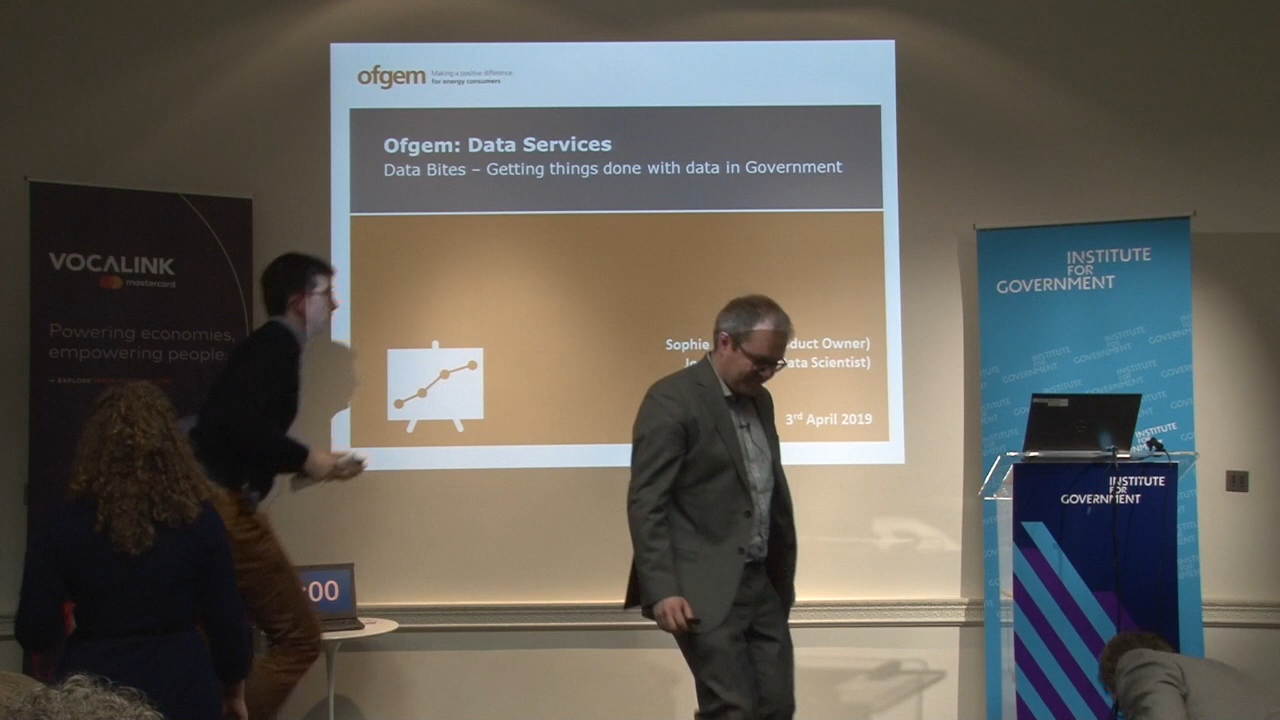 ofgem
Making a positive difference
for energy consumers
Ofgem: Data Services
Data Bites – Getting things done with data in Government
Sophie
duct Owner)
ata Scientist)
3rd April 2019
VOCALINK
mastercard
Powering economies,
empowering people.
EXPLORE
:00
INSTITUTE
FOR
GOVERNMENT
INSTITUTE
FOR
GOVERNMENT